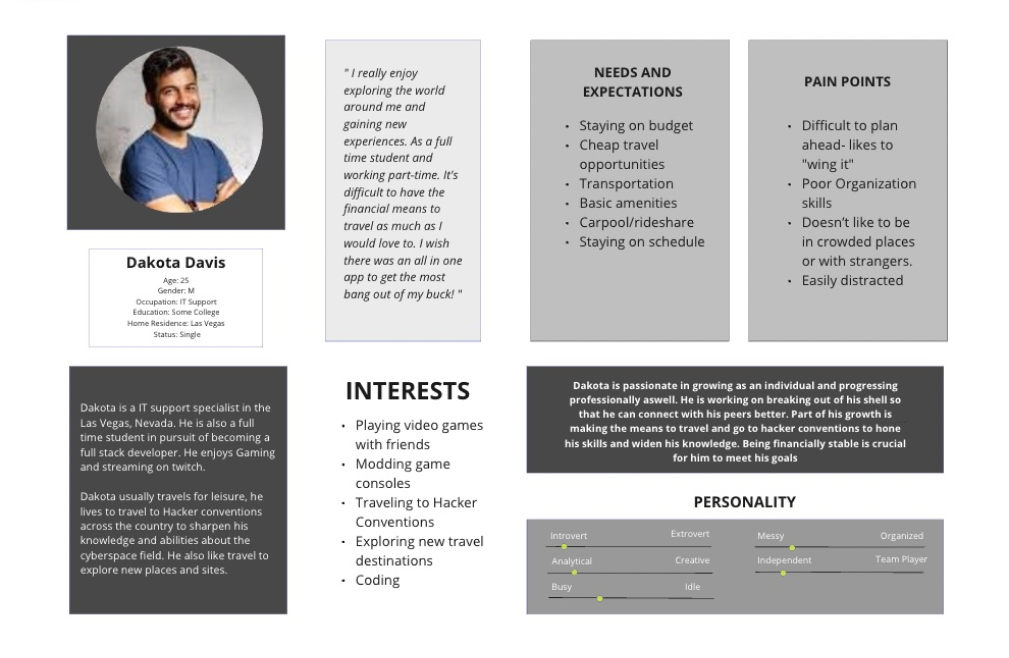 Dakota Davis
Age: 25
Gender: M
Occupation: IT Support
Education: Some College
Home Residence: Las Vegas
Status: Single
" I really enjoy
exploring the world
around me and
gaining new
experiences. As a full
time student and
working part-time. It's
difficult to have the
financial means to
travel as much as I
would love to. I wish
there was an all in one
app to get the most
bang out of my buck! "
NEEDS AND
EXPECTATIONS
• Staying on budget
• Cheap travel
opportunities
• Transportation
• Basic amenities
• Carpool/rideshare
• Staying on schedule
PAIN POINTS
• Difficult to plan
ahead- likes to
"wing it"
• Poor Organization
skills
• Doesn't like to be
in crowded places
or with strangers.
• Easily distracted
Dakota is a IT support specialist in the
Las Vegas, Nevada. He is also a full
time student in pursuit of becoming a
full stack developer. He enjoys Gaming
and streaming on twitch.
Dakota usually travels for leisure, he
lives to travel to Hacker conventions
across the country to sharpen his
knowledge and abilities about the
cyberspace field. He also like travel to
explore new places and sites.
INTERESTS
• Playing video games
with friends
• Modding game
consoles
• Traveling to Hacker
Conventions
• Exploring new travel
destinations
• Coding
Dakota is passionate in growing as an individual and progressing
professionally aswell. He is working on breaking out of his shell so
that he can connect with his peers better. Part of his growth is
making the means to travel and go to hacker conventions to hone
his skills and widen his knowledge. Being financially stable is crucial
for him to meet his goals
PERSONALITY
Introvert Extrovert
Analytical Creative
Busy Idle
Messy Organized
Independent Team Player